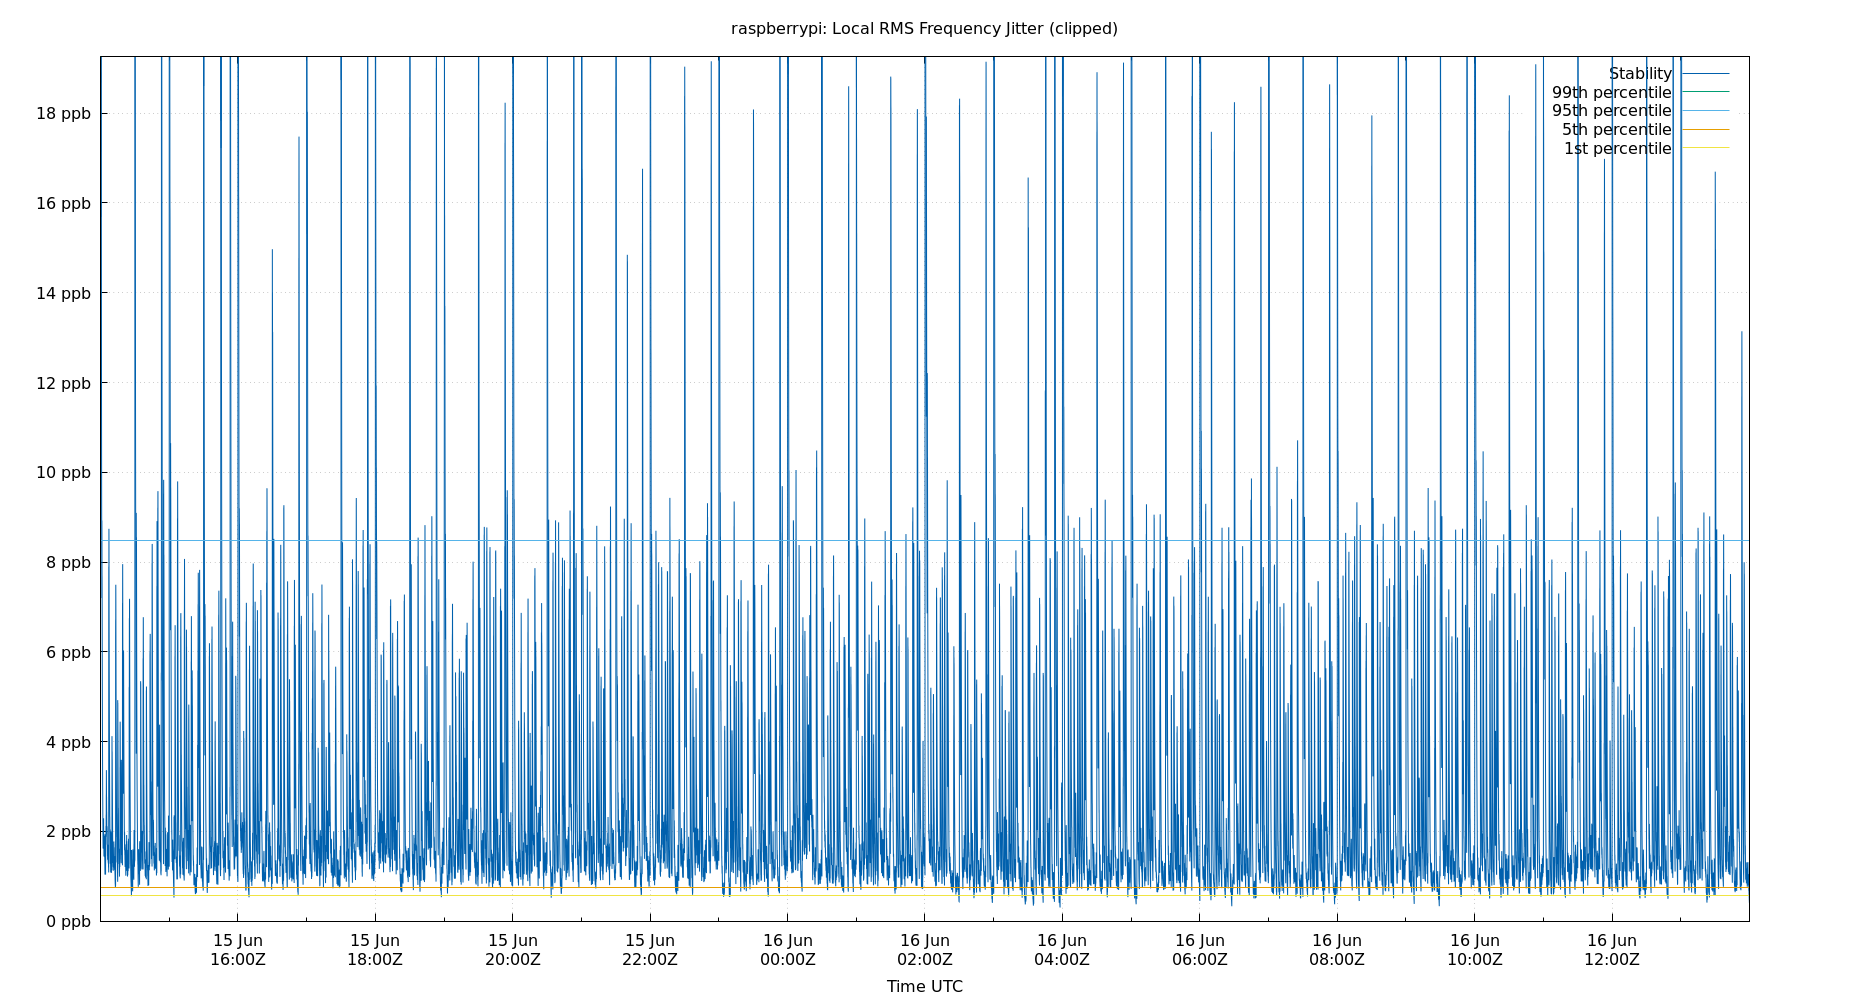 raspberrypi: Local RMS Frequency Jitter (clipped)
Stability
99th percentile
95th percentile
5th percentile
1st percentile
18 ppb
16 ppb
14 ppb
12 ppb
10 ppb
8 ppb
6 ppb
4 ppb
2 ppb
0 ppb
15 Jun 15 Jun 15 Jun 15 Jun 16 Jun 16 Jun 16 Jun 16 Jun 16 Jun 16 Jun 16 Jun
16:00Z 18:00Z 20:00Z 22:00Z 00:00Z 02:00Z 04:00Z 06:00Z 08:00Z 10:00Z 12:00Z
Time UTC